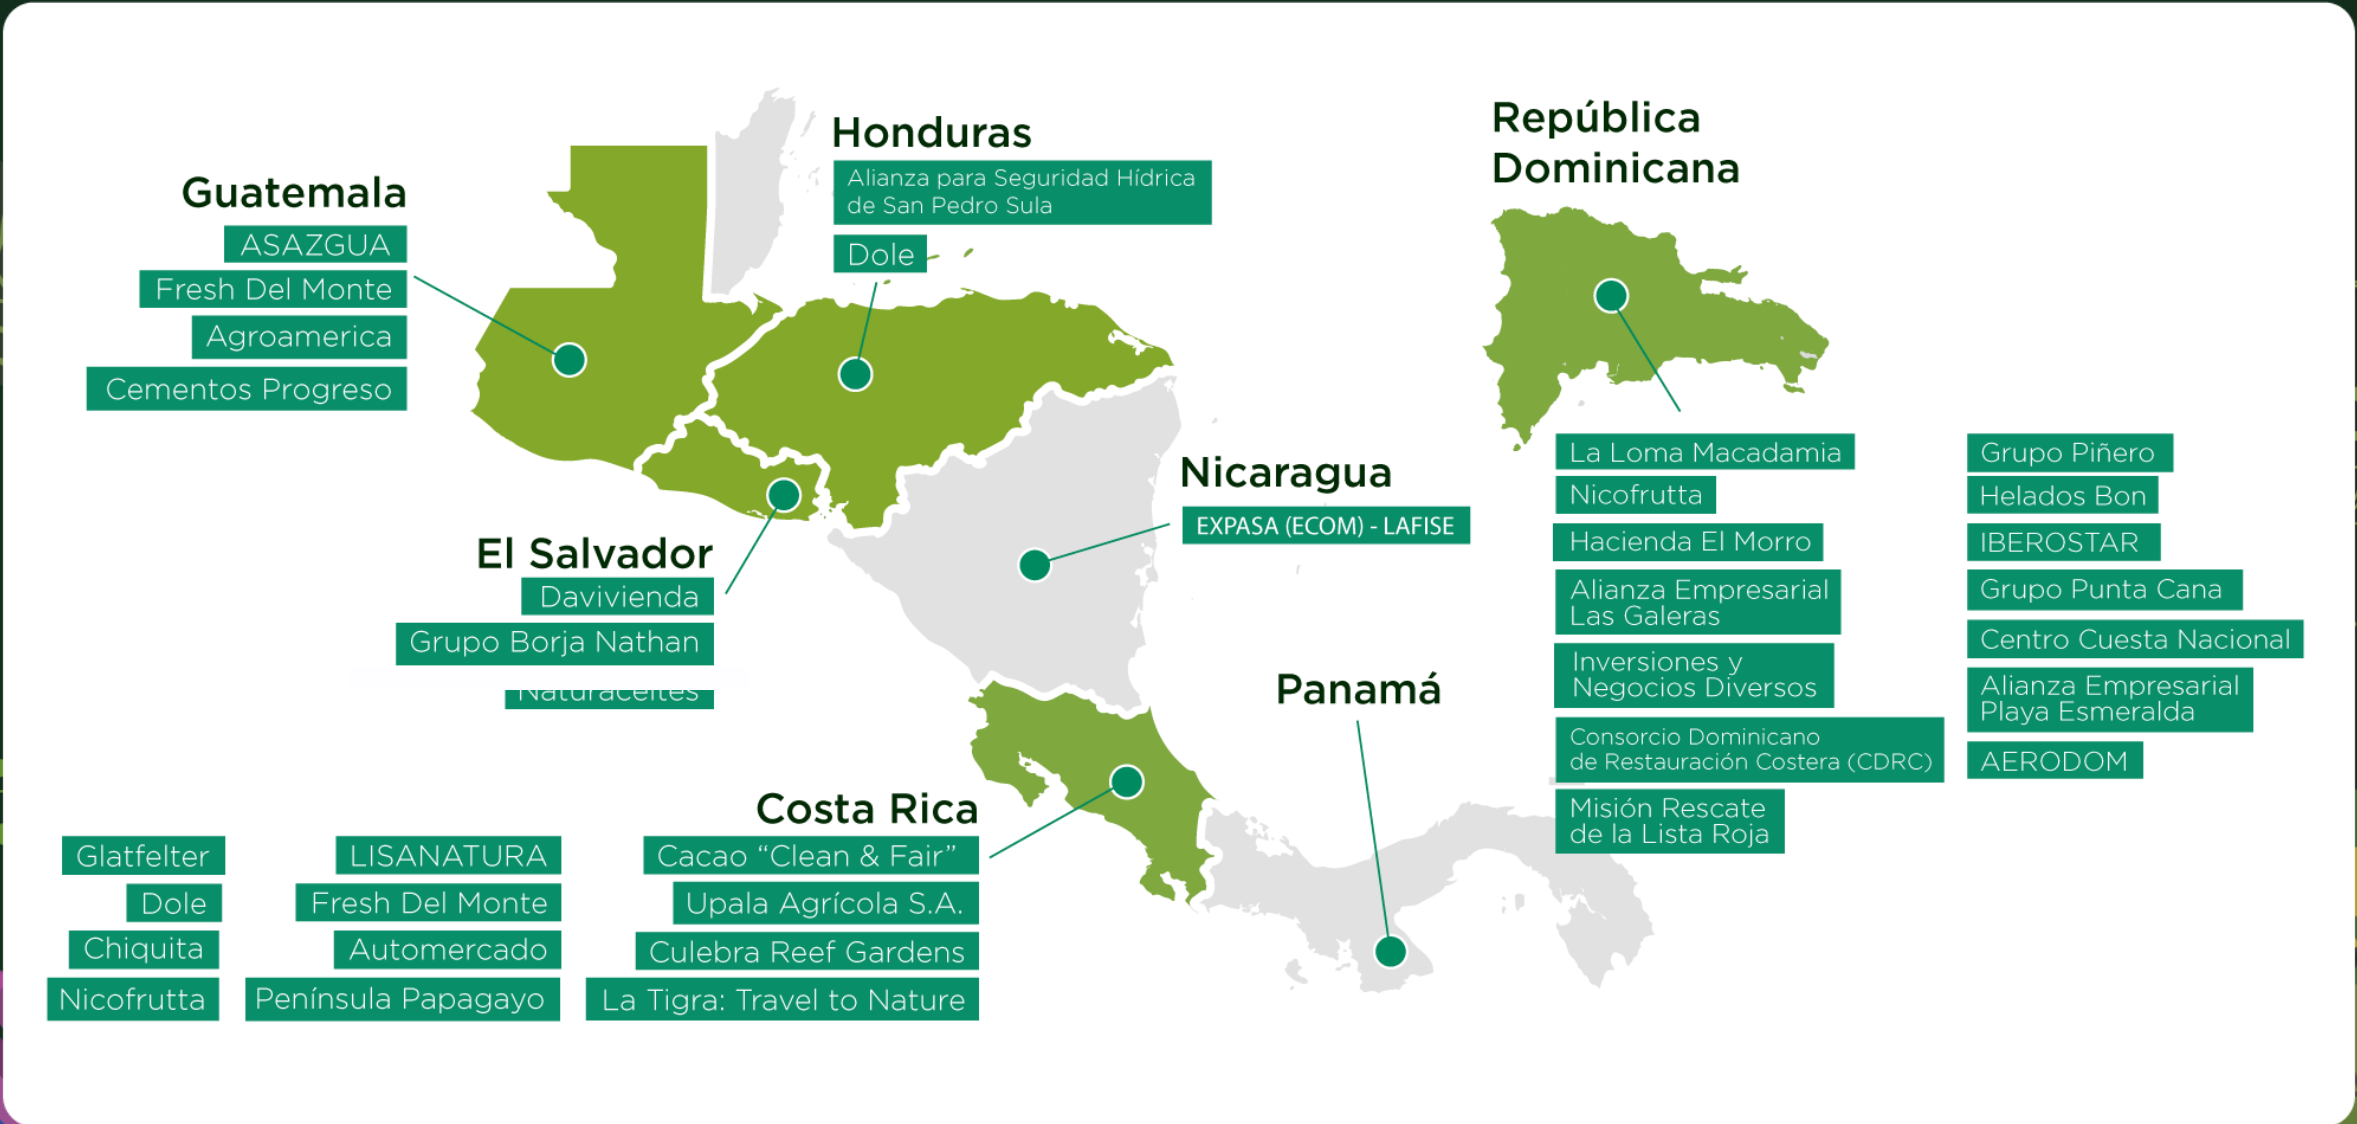 Guatemala
ASAZGUA
Fresh Del Monte
Agroamerica
Cementos Progreso
Honduras
Alianza para Seguridad Hídrica
de San Pedro Sula
Dole
El Salvador
Davivienda
Grupo Borja Nathan
Naturaceites
Nicaragua
EXPASA (ECOM) - LAFISE
Costa Rica
Cacao “Clean & Fair”
Upala Agrícola S.A.
Culebra Reef Gardens
La Tigra: Travel to Nature
LISANATURA
Fresh Del Monte
Automercado
Península Papagayo
Glatfelter
Dole
Chiquita
Nicofrutta
Panamá
República
Dominicana
La Loma Macadamia
Nicofrutta
Hacienda El Morro
Alianza Empresarial
Las Galeras
Inversiones y
Negocios Diversos
Consorcio Dominicano
de Restauración Costera (CDRC)
Misión Rescate
de la Lista Roja
Grupo Piñero
Helados Bon
IBEROSTAR
Grupo Punta Cana
Centro Cuesta Nacional
Alianza Empresarial
Playa Esmeralda
AERODOM